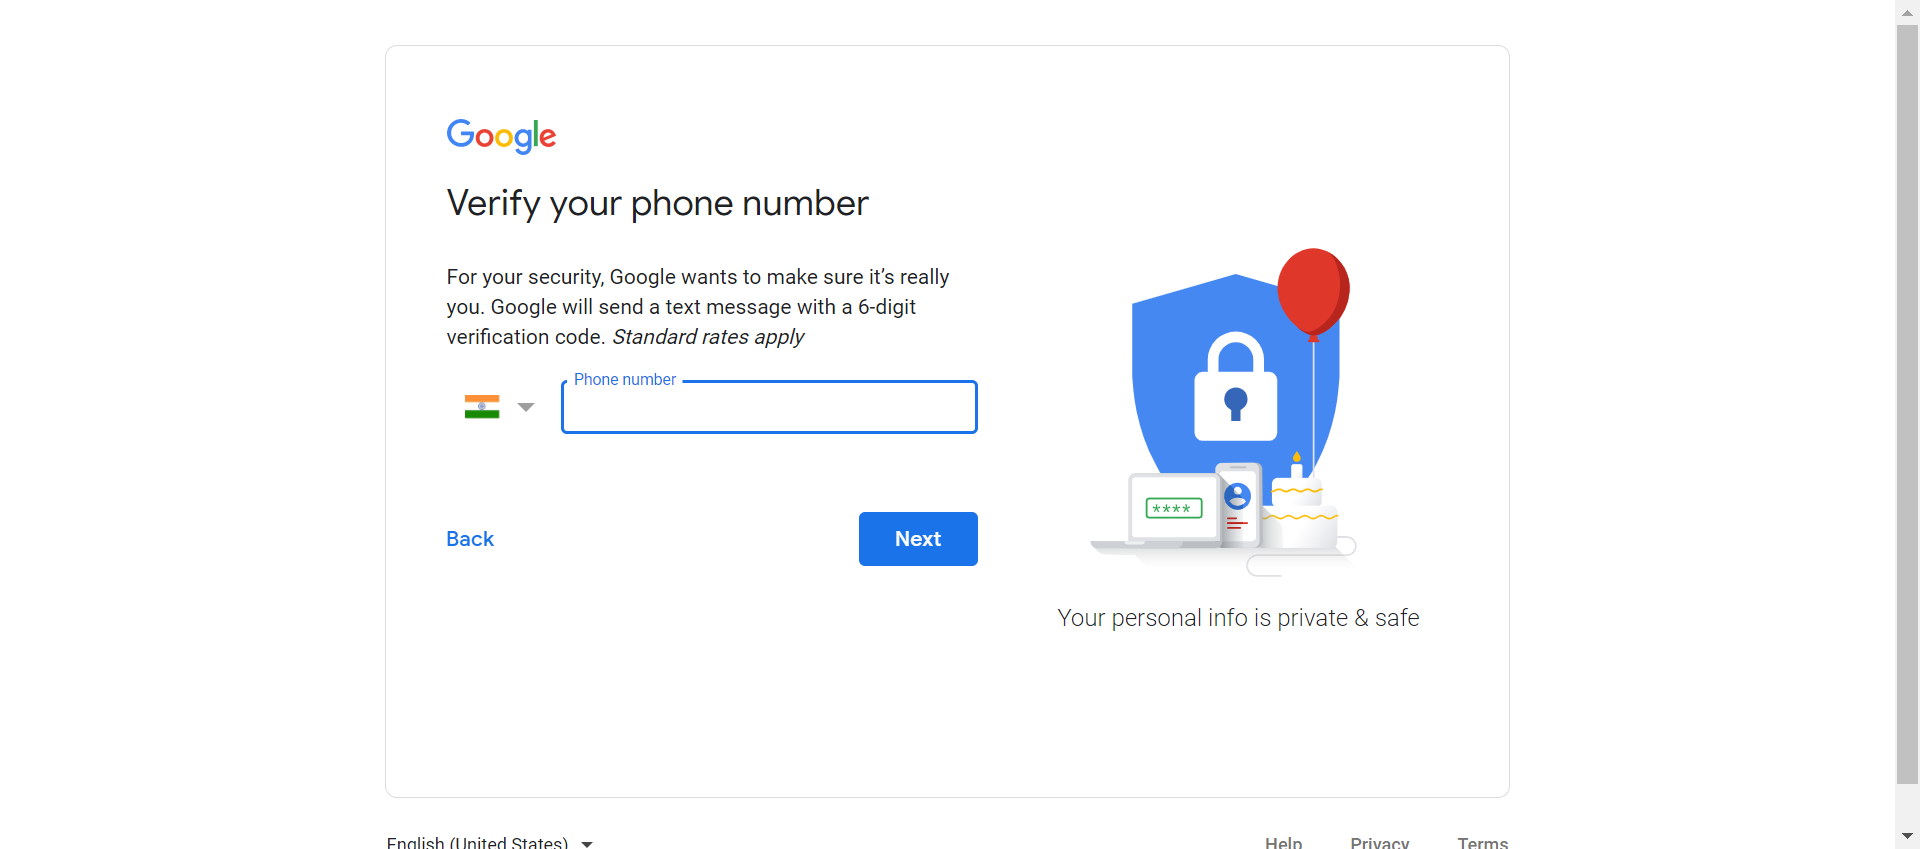 Google
Verify your phone number
For your security, Google wants to make sure it’s really
you. Google will send a text message with a 6-digit
verification code. Standard rates apply
Phone number
Back
Next
****
Your personal info is private & safe
English (United States)
Help
Privacy
Terms